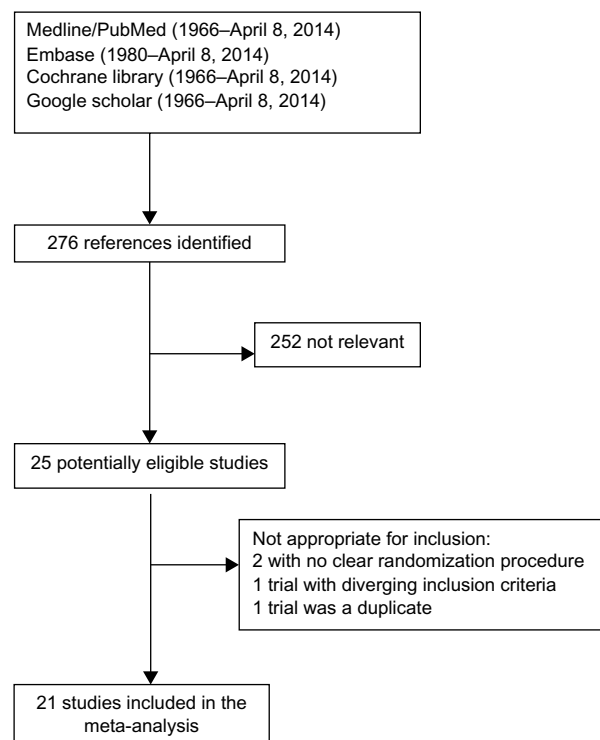 Medline/PubMed (1966–April 8, 2014)
Embase (1980–April 8, 2014)
Cochrane library (1966–April 8, 2014)
Google scholar (1966–April 8, 2014)
276 references identified
252 not relevant
25 potentially eligible studies
Not appropriate for inclusion:
2 with no clear randomization procedure
1 trial with diverging inclusion criteria
1 trial was a duplicate
21 studies included in the
meta-analysis